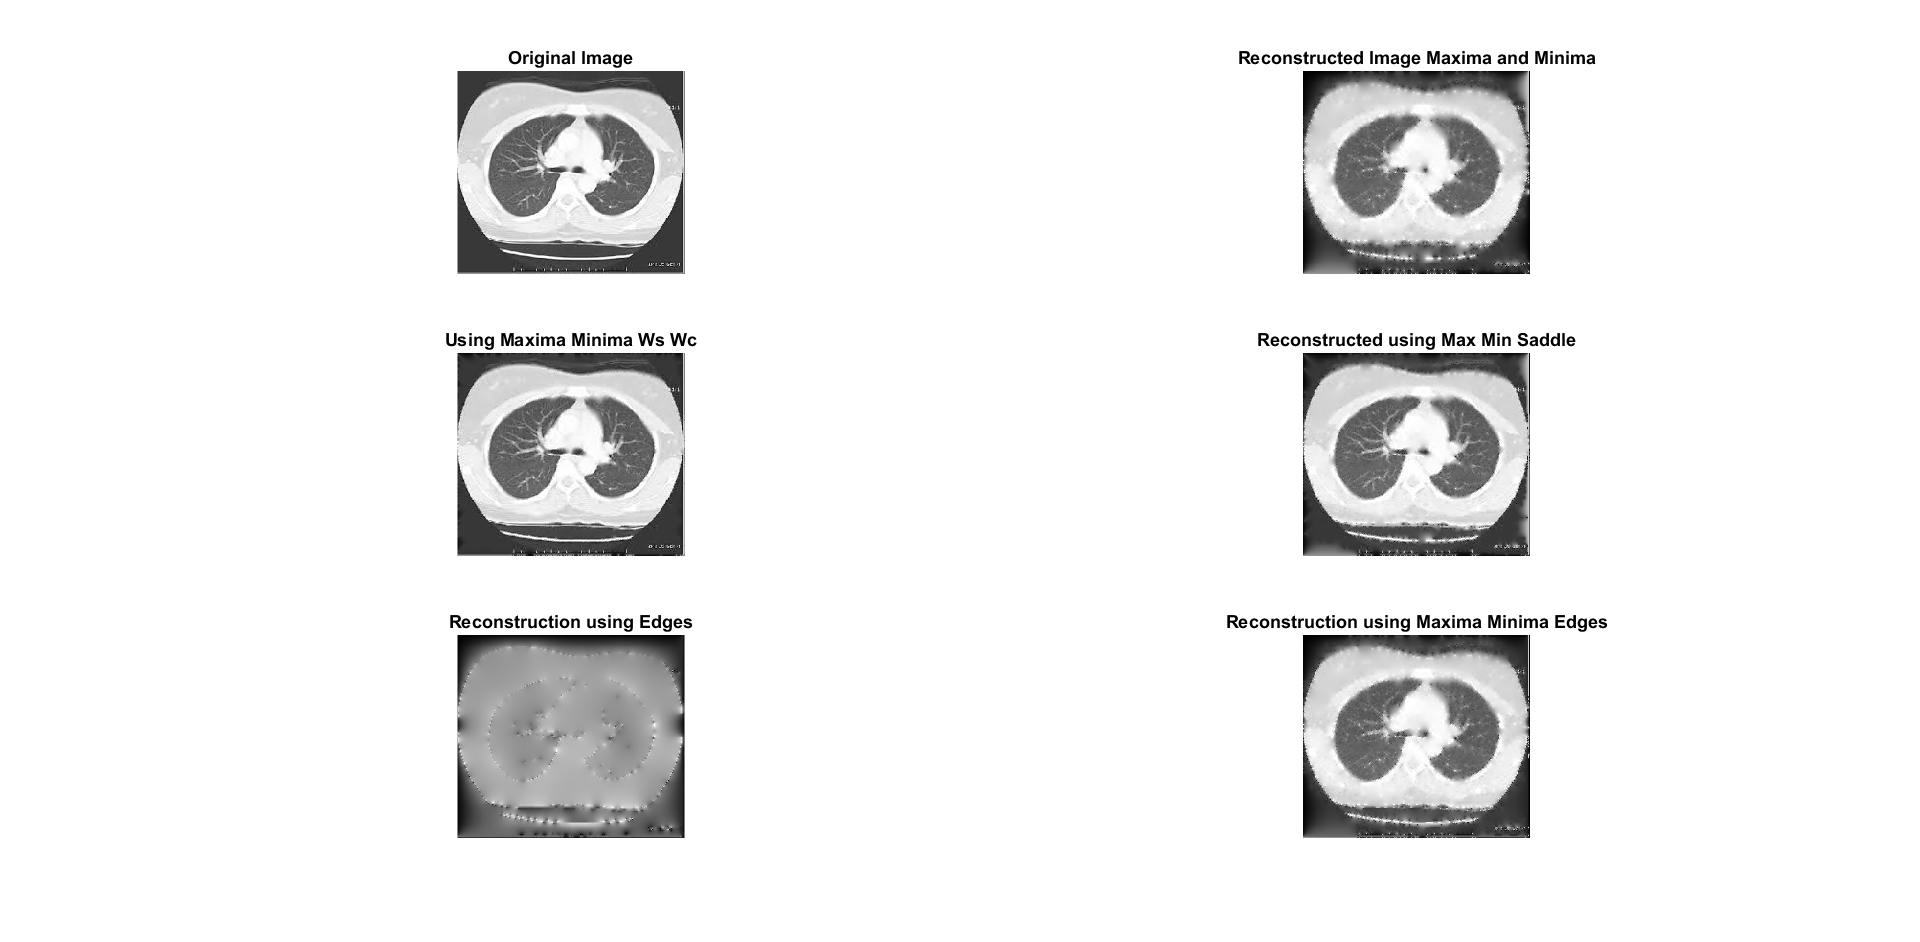 Original Image
Reconstructed Image Maxima and Minima
Using Maxima Minima Ws Wc
Reconstructed using Max Min Saddle
Reconstruction using Edges
Reconstruction using Maxima Minima Edges